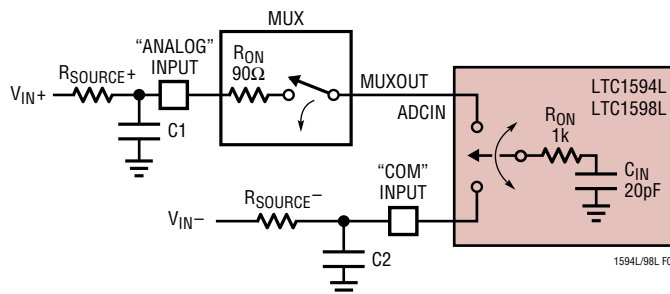 MUX
"ANALOG"
INPUT
RSOURCE+
VIN+
C1
RON
90Ω
MUXOUT
ADCIN
LTC1594L
LTC1598L
RON
1k
CIN
20pF
"COM"
INPUT
RSOURCE–
VIN–
C2
1594L/98L F